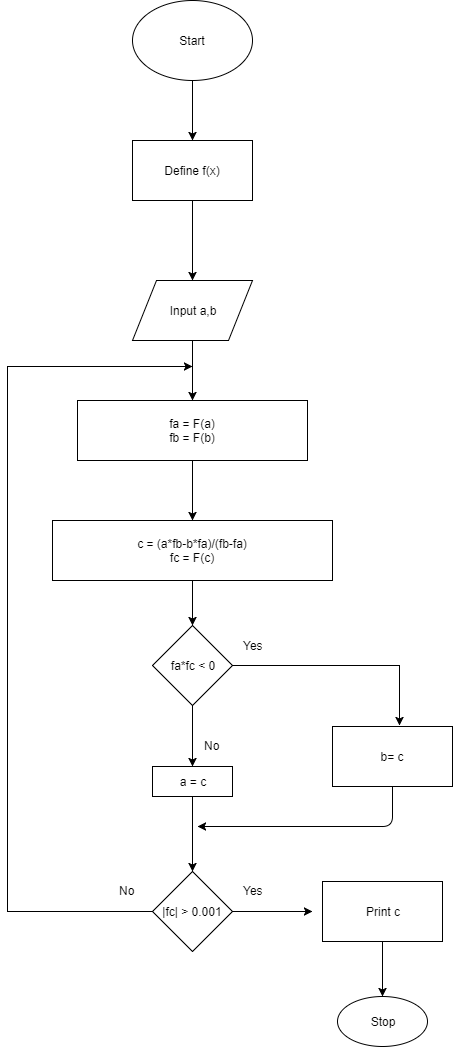 Start
Define f(x)
Input a,b
fa = F(a)
fb = F(b)
c = (a*fb-b*fa)/(fb-fa)
fc = F(c)
Yes
fa*fc < 0
No
b= c
a = c
No
Yes
|fc| > 0.001
Print c
Stop